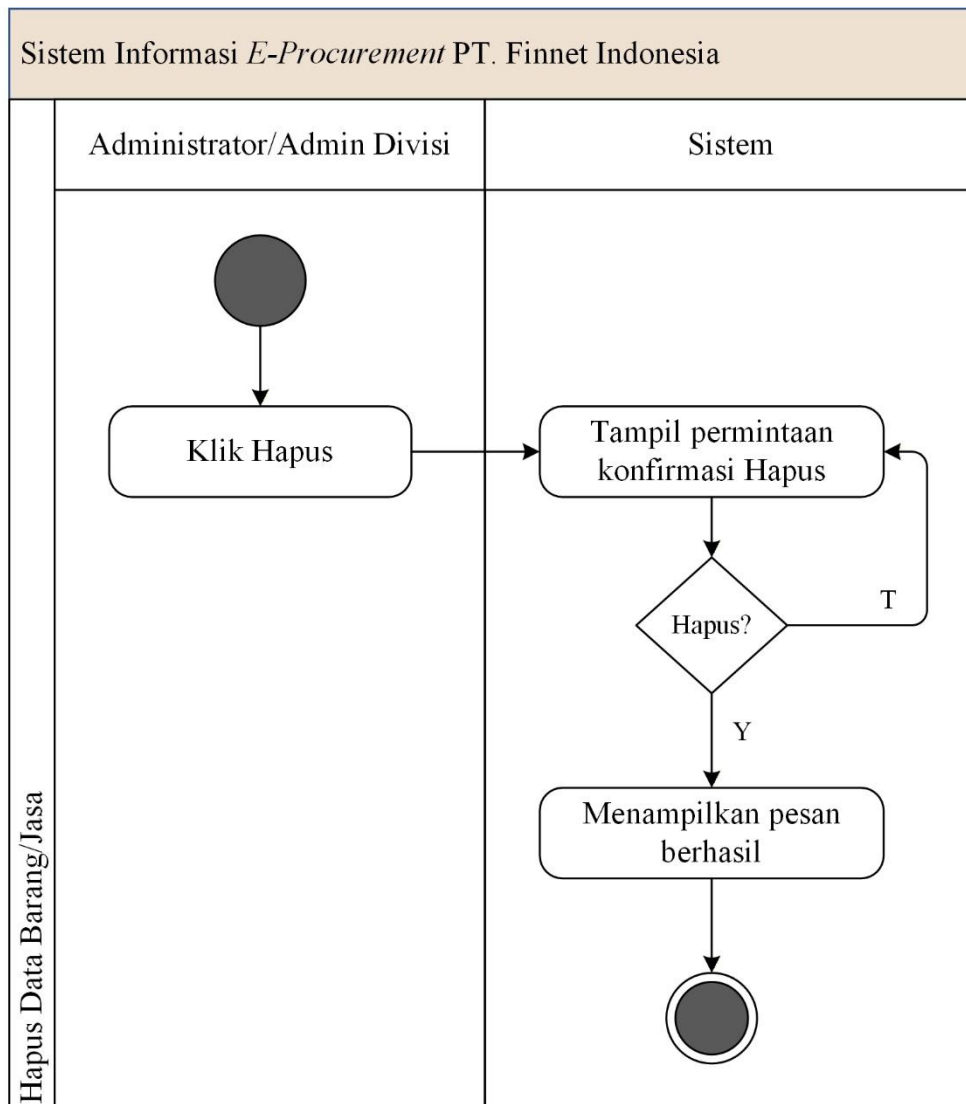 Sistem Informasi E-Procurement PT. Finnet Indonesia
Administrator/Admin Divisi
Sistem
Klik Hapus
Tampil permintaan
konfirmasi Hapus
Hapus?
T
Y
Menampilkan pesan
berhasil
Hapus Data Barang/Jasa